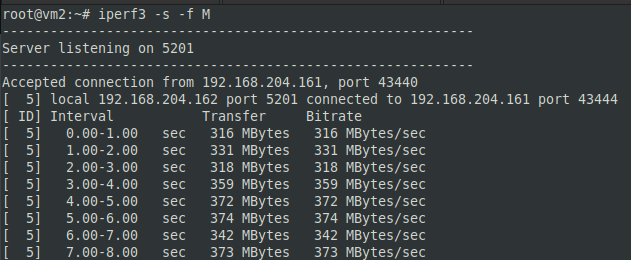 root@vm2:~# iperf3 -s -f M
-----------------------------------------------------------
Server listening on 5201
-----------------------------------------------------------
Accepted connection from 192.168.204.161, port 43440
[  5] local 192.168.204.162 port 5201 connected to 192.168.204.161 port 43444
[ ID] Interval           Transfer     Bitrate
[  5]   0.00-1.00   sec   316 MBytes   316 MBytes/sec
[  5]   1.00-2.00   sec   331 MBytes   331 MBytes/sec
[  5]   2.00-3.00   sec   318 MBytes   318 MBytes/sec
[  5]   3.00-4.00   sec   359 MBytes   359 MBytes/sec
[  5]   4.00-5.00   sec   372 MBytes   372 MBytes/sec
[  5]   5.00-6.00   sec   374 MBytes   374 MBytes/sec
[  5]   6.00-7.00   sec   342 MBytes   342 MBytes/sec
[  5]   7.00-8.00   sec   373 MBytes   373 MBytes/sec